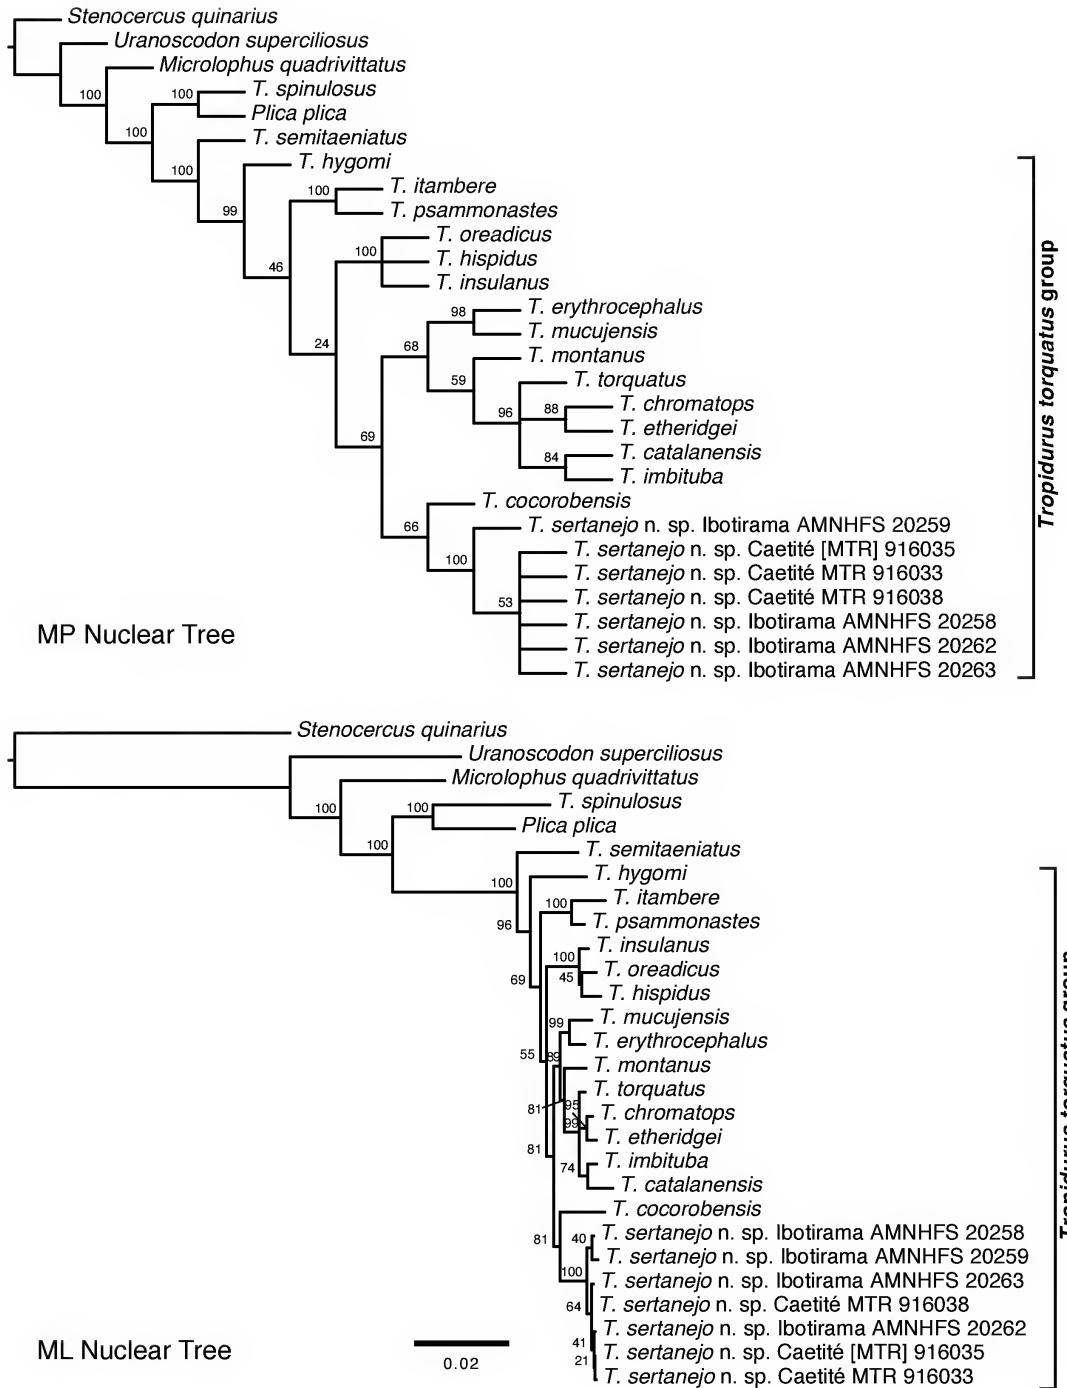 Stenocercus quinarius
Uranoscodon superciliosus
Microlophus quadrivittatus
100
100
T. spinulosus
Plica plica
100
T. semitaeniatus
100
T. hygomi
99
100
T. itambere
T. psammonastes
46
T. oreadicus
100
T. hispidus
T. insulanus
98
T. erythrocephalus
T. mucujensis
24
68
T. montanus
59
T. torquatus
96
88
T. chromatops
T. etheridgei
69
84
T. catalanensis
T. imbituba
T. cocorobensis
66
T. sertanejo n. sp. Ibotirama AMNHFS 20259
100
T. sertanejo n. sp. Caetité [MTR] 916035
T. sertanejo n. sp. Caetité MTR 916033
53
T. sertanejo n. sp. Caetité MTR 916038
T. sertanejo n. sp. Ibotirama AMNHFS 20258
T. sertanejo n. sp. Ibotirama AMNHFS 20262
T. sertanejo n. sp. Ibotirama AMNHFS 20263
Tropidurus torquatus group
MP Nuclear Tree
Stenocercus quinarius
Uranoscodon superciliosus
Microlophus quadrivittatus
100
100
T. spinulosus
Plica plica
100
T. semitaeniatus
100
T. hygomi
96
100
T. itambere
T. psammonastes
69
T. insulanus
100
T. oreadicus
45
T. hispidus
99
T. mucujensis
T. erythrocephalus
55
89
T. montanus
81
T. torquatus
95
T. chromatops
99
T. etheridgei
81
T. imbituba
74
T. catalanensis
T. cocorobensis
81
40
T. sertanejo n. sp. Ibotirama AMNHFS 20258
T. sertanejo n. sp. Ibotirama AMNHFS 20259
100
T. sertanejo n. sp. Ibotirama AMNHFS 20263
64
T. sertanejo n. sp. Caetité MTR 916038
T. sertanejo n. sp. Ibotirama AMNHFS 20262
41
T. sertanejo n. sp. Caetité [MTR] 916035
21
T. sertanejo n. sp. Caetité MTR 916033
Tropidurus torquatus group
ML Nuclear Tree
0.02